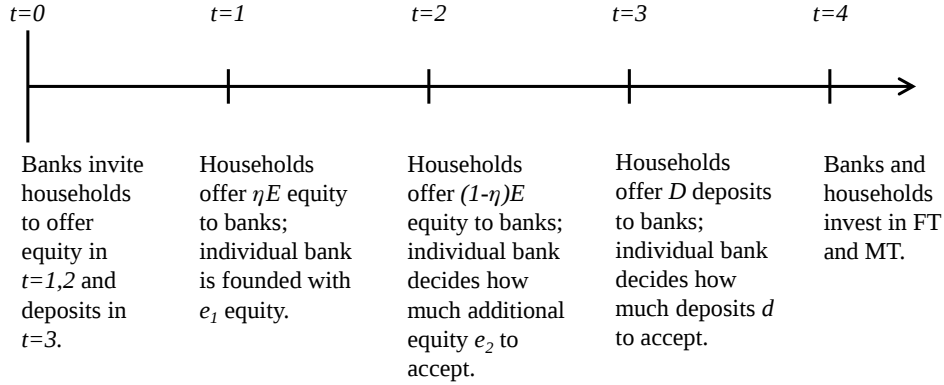 t=0 t=1 t=2 t=3 t=4
Banks invite
households
to offer
equity in
t=1,2 and
deposits in
t=3.
Households
offer ηE equity
to banks;
individual bank
is founded with
e₁ equity.
Households
offer (1-η)E
equity to banks;
individual bank
decides how
much additional
equity e₂ to
accept.
Households
offer D deposits
to banks;
individual bank
decides how
much deposits d
to accept.
Banks and
households
invest in FT
and MT.